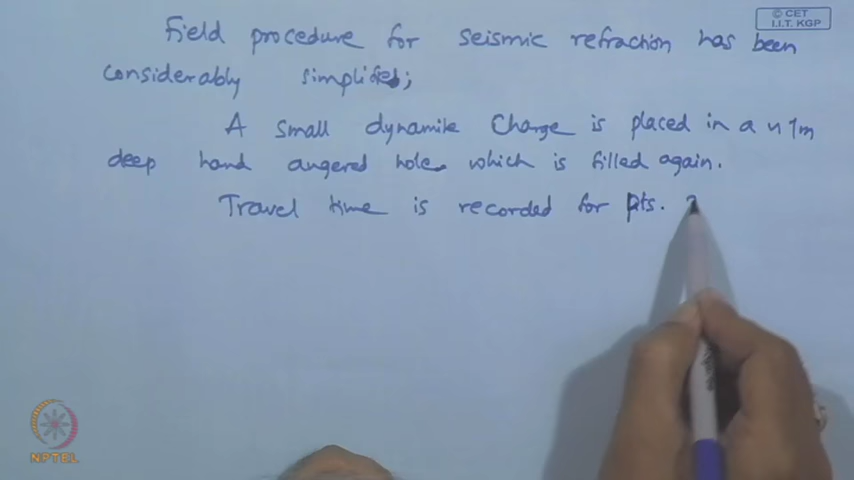 © CET
I.I.T. KGP
Field procedure for seismic refraction has been
considerably simplified;
A small dynamite charge is placed in a ~ 1m
deep hand augered hole which is filled again.
Travel time is recorded for pts.
NPTEL